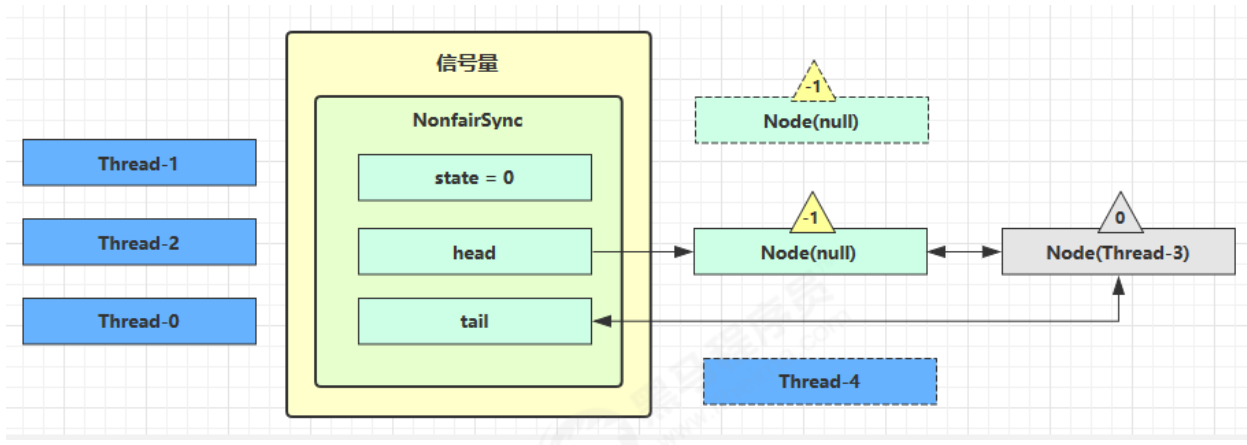 信号量
NonfairSync
state = 0
head
tail
Thread-1
Thread-2
Thread-0
-1
Node(null)
-1
Node(null)
0
Node(Thread-3)
Thread-4
黑马程序员